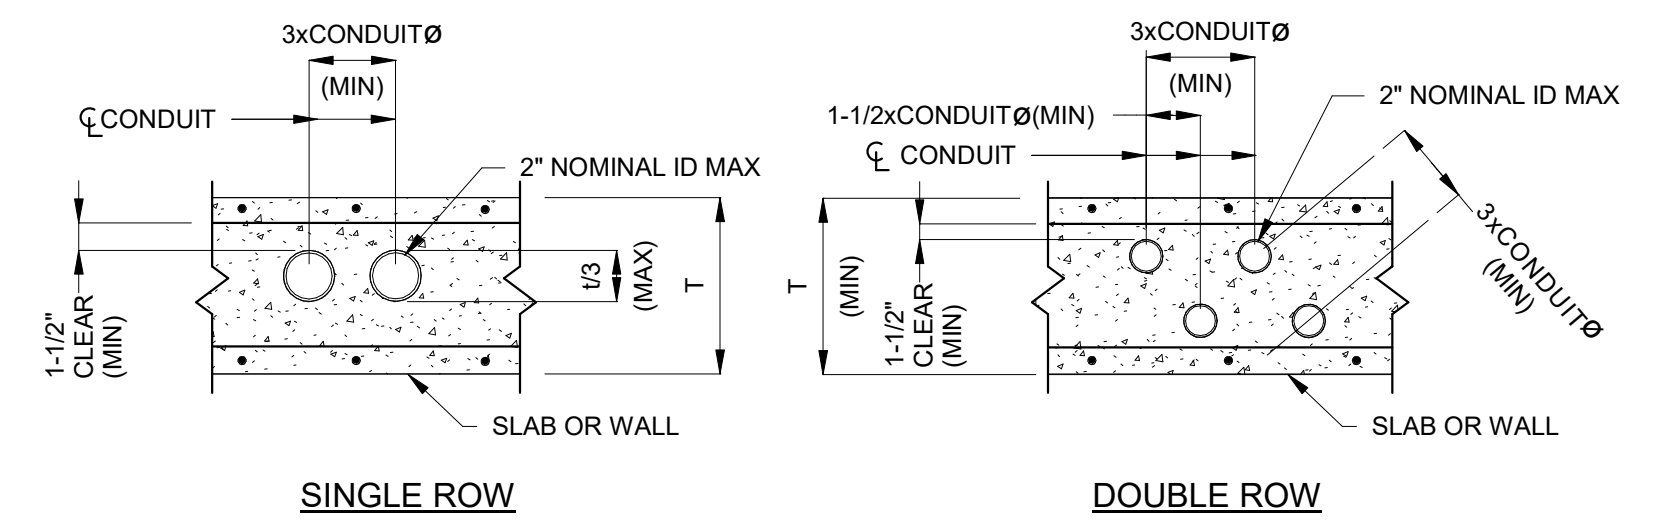 3xCONDUITØ
(MIN)
℄ CONDUIT
2" NOMINAL ID MAX
1-1/2"
CLEAR
(MIN)
t/3
(MAX)
T
SLAB OR WALL
SINGLE ROW
3xCONDUITØ
(MIN)
2" NOMINAL ID MAX
1-1/2xCONDUITØ(MIN)
℄ CONDUIT
3xCONDUITØ
(MIN)
T
(MIN)
1-1/2"
CLEAR
(MIN)
SLAB OR WALL
DOUBLE ROW